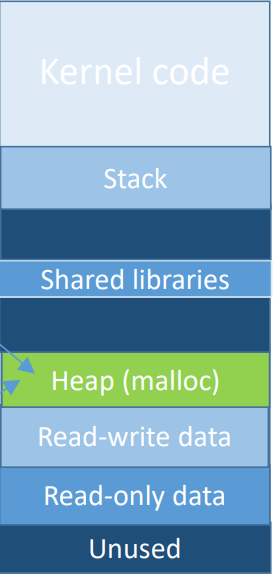 Kernel code
Stack
Shared libraries
Heap (malloc)
Read-write data
Read-only data
Unused